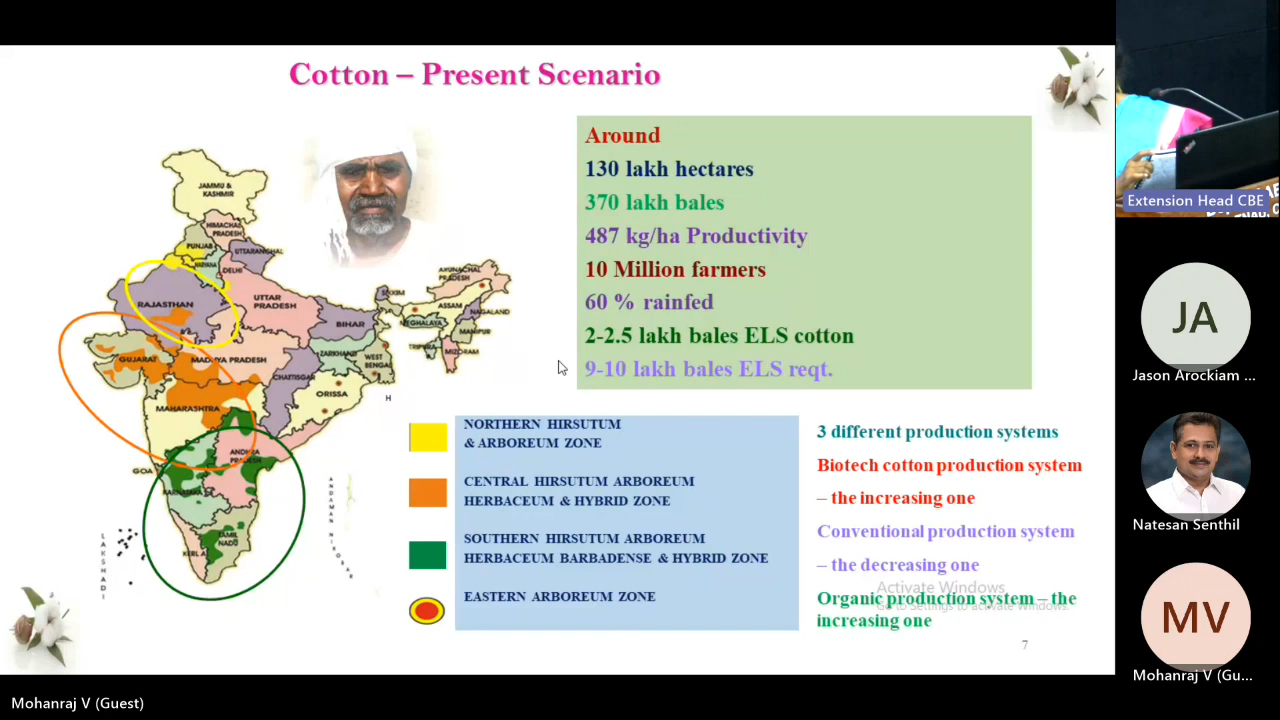 Cotton – Present Scenario
Around
130 lakh hectares
370 lakh bales
487 kg/ha Productivity
10 Million farmers
60 % rainfed
2-2.5 lakh bales ELS cotton
9-10 lakh bales ELS reqt.
JAMMU &
KASHMIR
HIMACHAL
PRADESH
PUNJAB
UTTARANCHAL
HARYANA
DELHI
RAJASTHAN
UTTAR
PRADESH
BIHAR
SIKKIM
ARUNACHAL
PRADESH
ASSAM
NAGALAND
MEGHALAYA
MANIPUR
TRIPURA
MIZORAM
GUJARAT
MADHYA PRADESH
ZARKHAND
WEST
BENGAL
CHATTISGARH
ORISSA
H
MAHARASHTRA
GOA
ANDHRA
PRADESH
KARNATAKA
TAMIL
NADU
KERLA
LAKSHADI
ANDAMAN NIKOBAR
NORTHERN HIRSUTUM
& ARBOREUM ZONE
CENTRAL HIRSUTUM ARBOREUM
HERBACEUM & HYBRID ZONE
SOUTHERN HIRSUTUM ARBOREUM
HERBACEUM BARBADENSE & HYBRID ZONE
EASTERN ARBOREUM ZONE
3 different production systems
Biotech cotton production system
– the increasing one
Conventional production system
– the decreasing one
Organic production system – the
increasing one
Activate Windows
Go to Settings to activate Windows.
7
Extension Head CBE
JA
Jason Arockiam ...
Natesan Senthil
MV
Mohanraj V (Gu...
Mohanraj V (Guest)